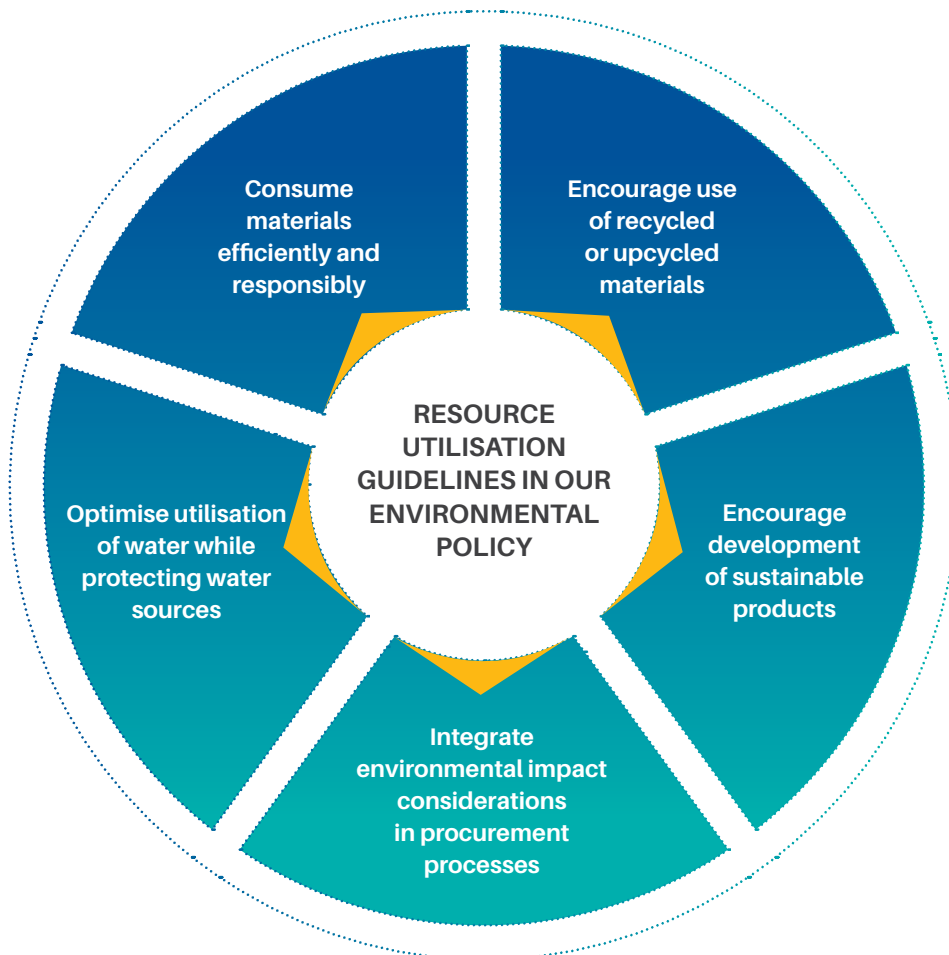 Consume
materials
efficiently and
responsibly
Encourage use
of recycled
or upcycled
materials
RESOURCE
UTILISATION
GUIDELINES IN OUR
ENVIRONMENTAL
POLICY
Optimise utilisation
of water while
protecting water
sources
Encourage
development
of sustainable
products
Integrate
environmental impact
considerations
in procurement
processes